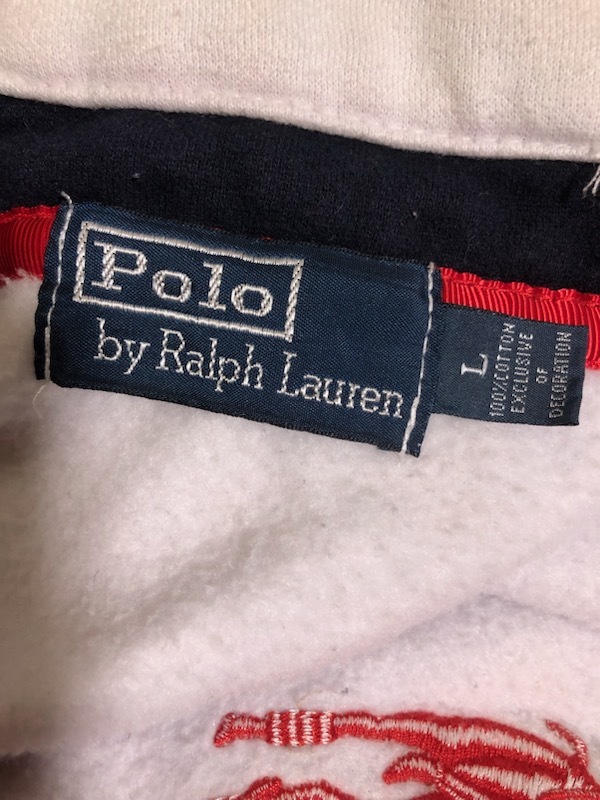 Polo
by Ralph Lauren
L
100%COTTON
EXCLUSIVE
OF
DECORATION